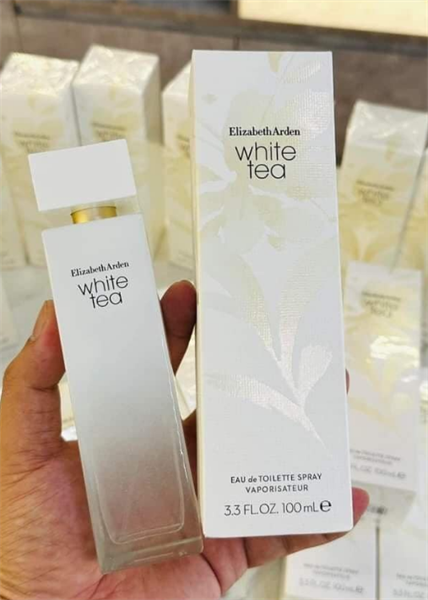 ElizabethArden
white
tea
EAU de TOILETTE SPRAY
VAPORISATEUR
3.3 FL.OZ. 100 mL e
ElizabethArden
white
tea